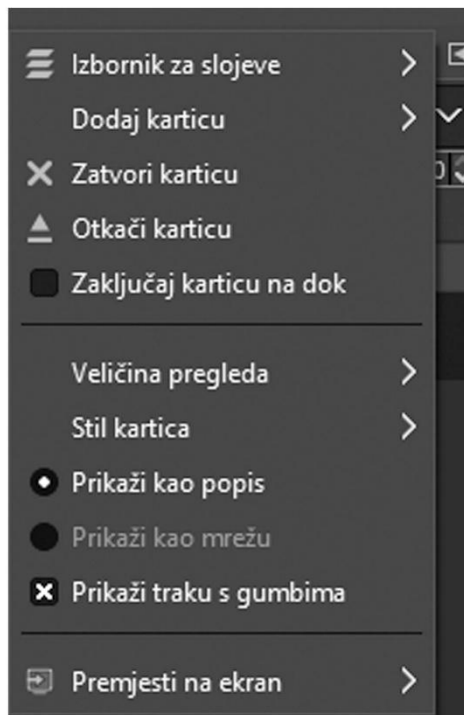 Izbornik za slojeve
Dodaj karticu
Zatvori karticu
Otkači karticu
Zaključaj karticu na dok
Veličina pregleda
Stil kartica
Prikaži kao popis
Prikaži kao mrežu
Prikaži traku s gumbima
Premjesti na ekran